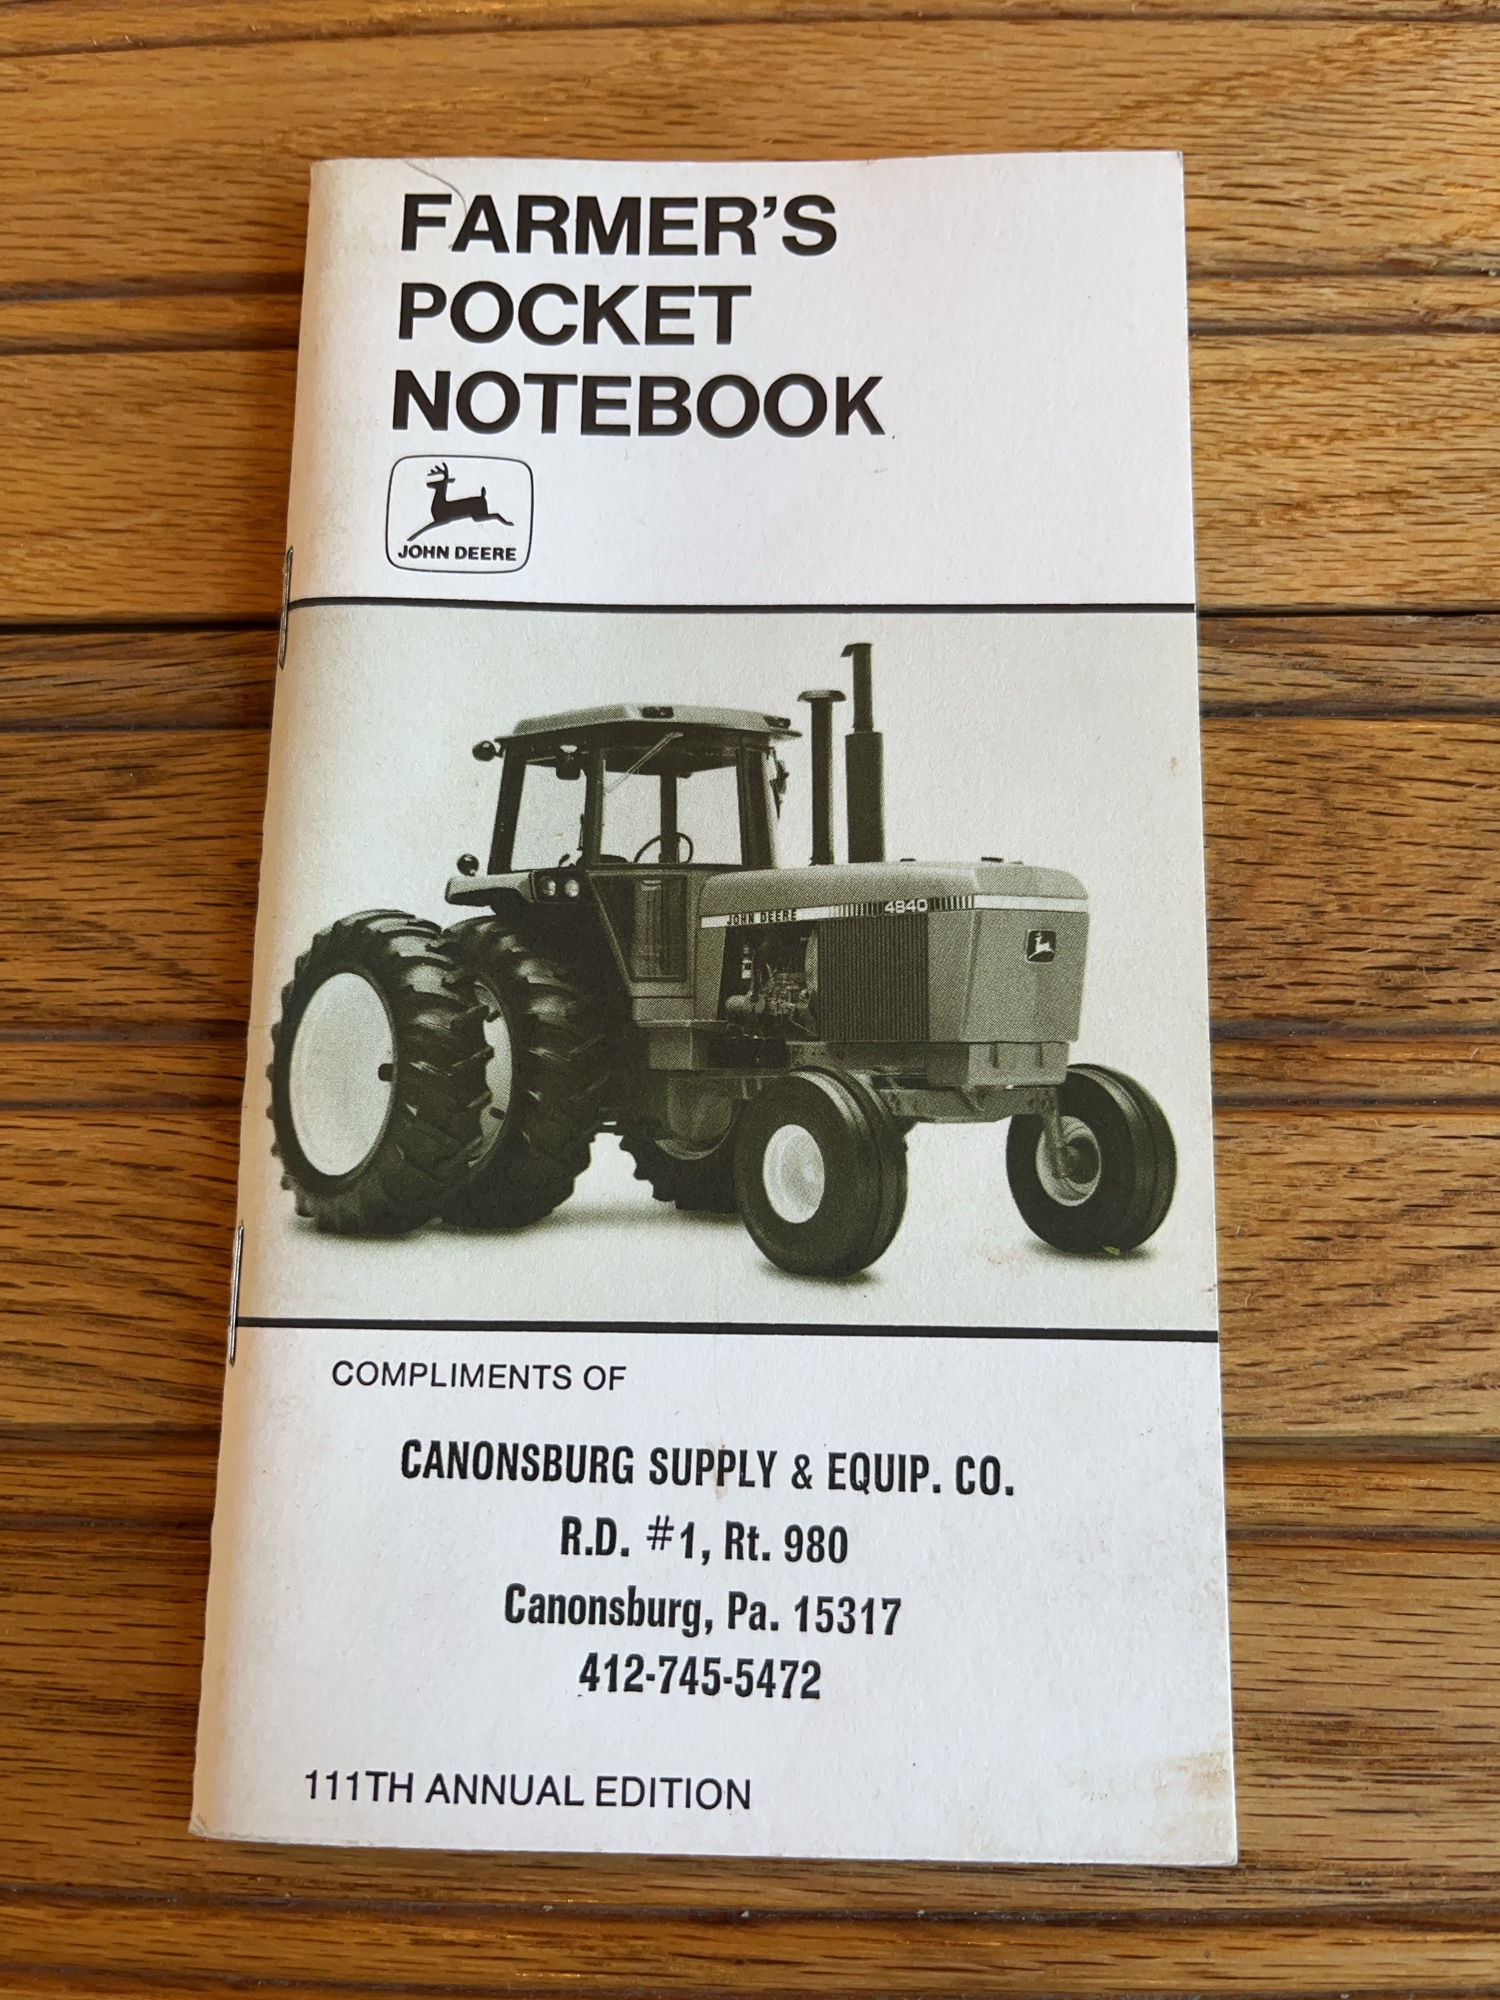 FARMER'S
POCKET
NOTEBOOK
JOHN DEERE
JOHN DEERE 4840
COMPLIMENTS OF
CANONSBURG SUPPLY & EQUIP. CO.
R.D. #1, Rt. 980
Canonsburg, Pa. 15317
412-745-5472
111TH ANNUAL EDITION